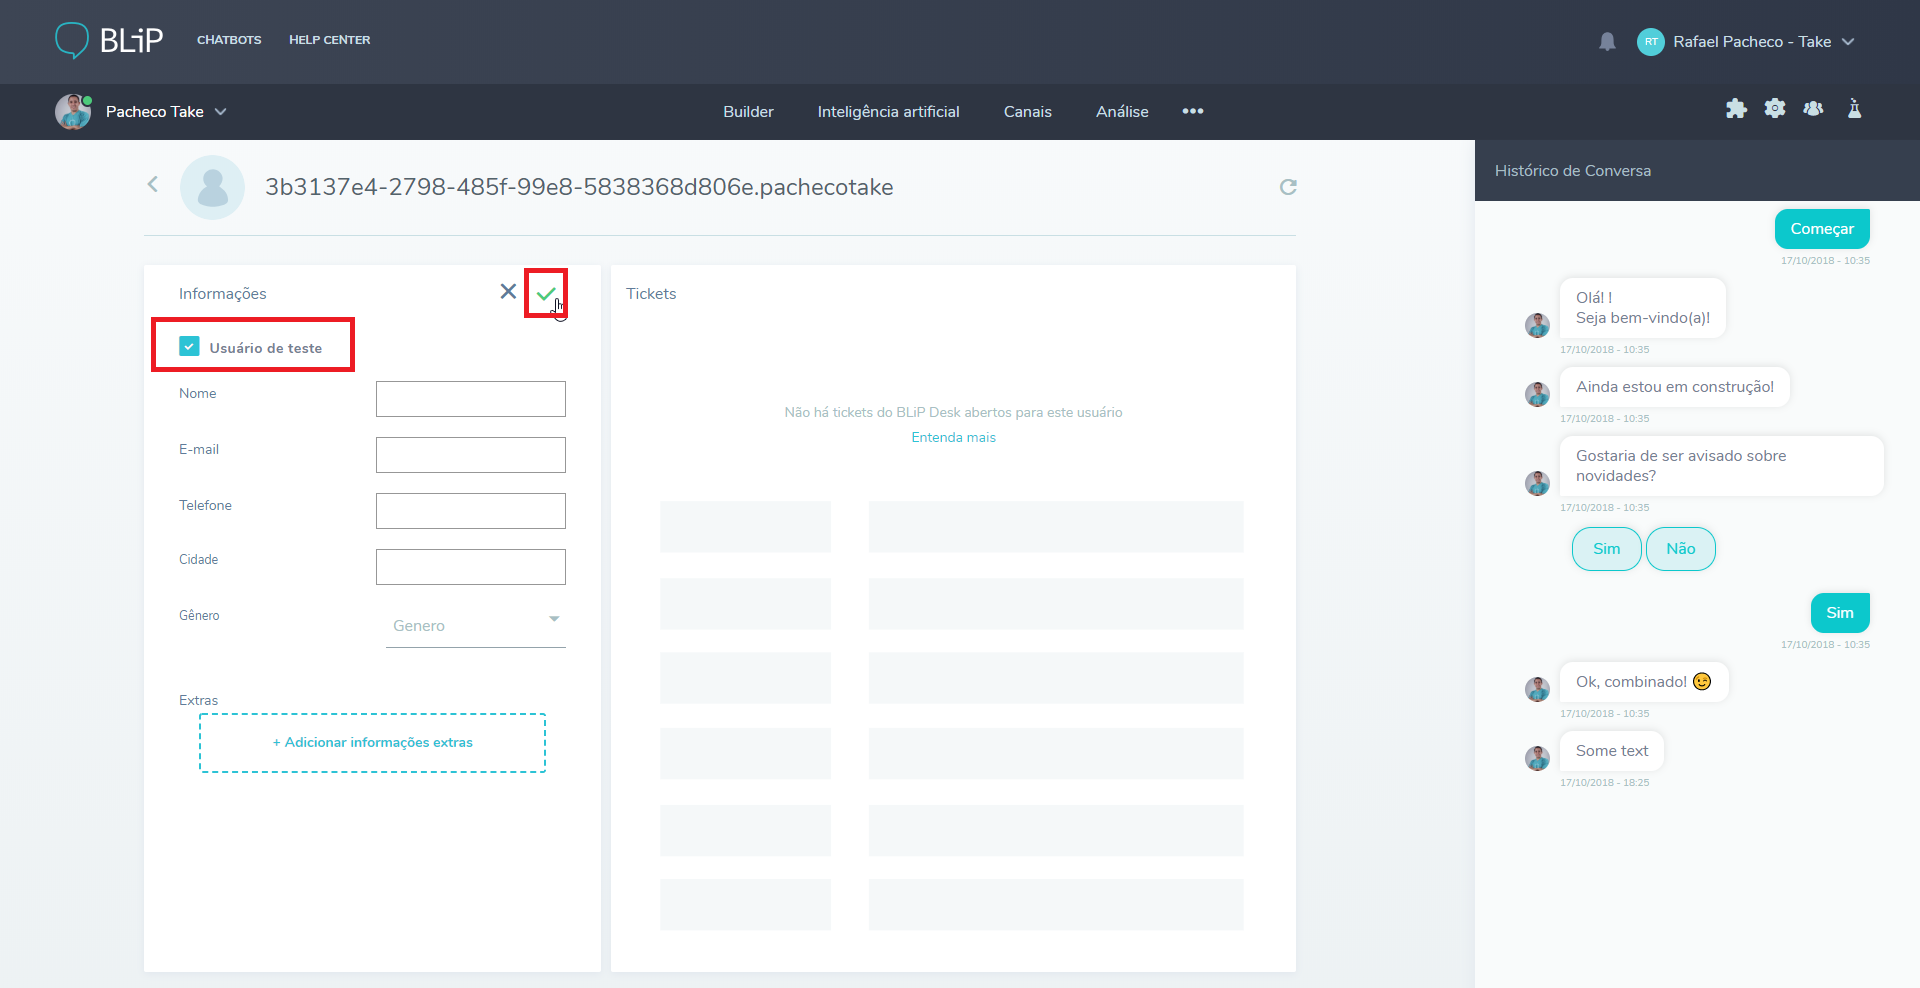 BLiP
CHATBOTS
HELP CENTER
RT
Rafael Pacheco - Take
Pacheco Take
Builder
Inteligência artificial
Canais
Análise
3b3137e4-2798-485f-99e8-5838368d806e.pachecotake
Informações
Usuário de teste
Nome
E-mail
Telefone
Cidade
Gênero
Genero
Extras
+ Adicionar informações extras
Tickets
Não há tickets do BLiP Desk abertos para este usuário
Entenda mais
Histórico de Conversa
Começar
17/10/2018 - 10:35
Olá! !
Seja bem-vindo(a)!
17/10/2018 - 10:35
Ainda estou em construção!
17/10/2018 - 10:35
Gostaria de ser avisado sobre
novidades?
17/10/2018 - 10:35
Sim
Não
Sim
17/10/2018 - 10:35
Ok, combinado! 😉
17/10/2018 - 10:35
Some text
17/10/2018 - 18:25